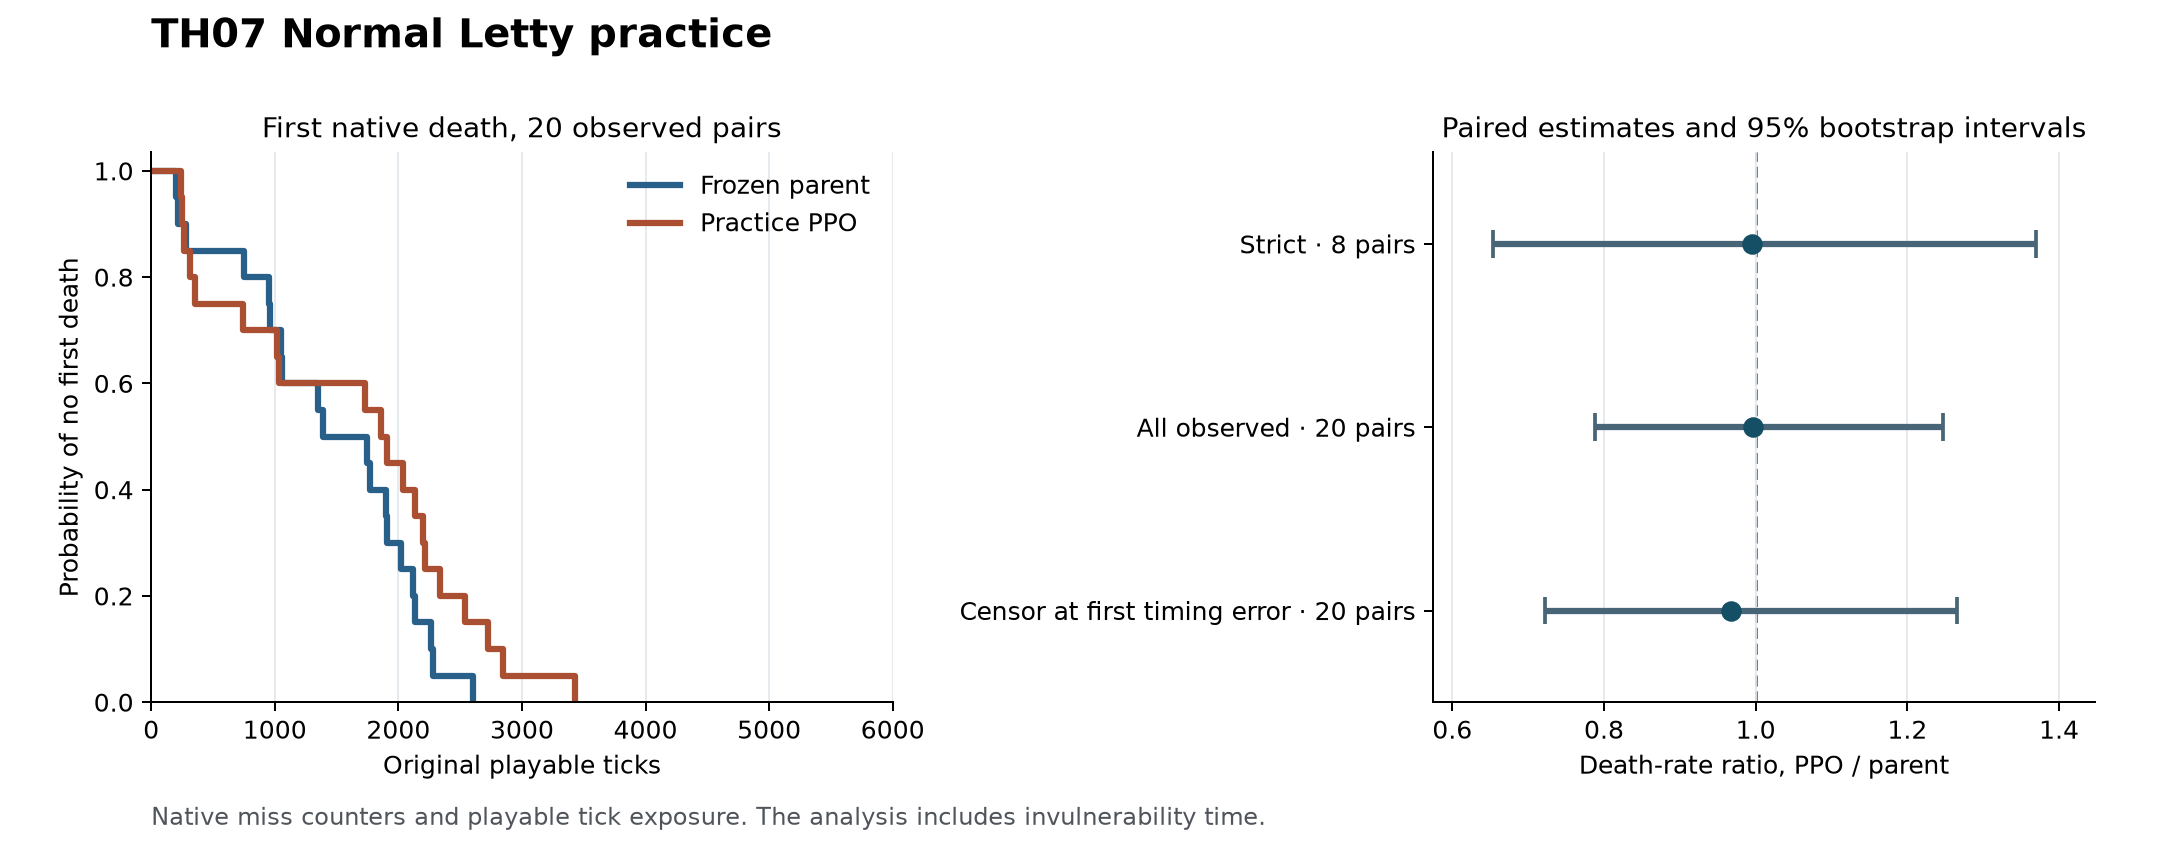 TH07 Normal Letty practice
First native death, 20 observed pairs
Probability of no first death
1.0
0.8
0.6
0.4
0.2
0.0
Frozen parent
Practice PPO
0 1000 2000 3000 4000 5000 6000
Original playable ticks
Paired estimates and 95% bootstrap intervals
Strict · 8 pairs
All observed · 20 pairs
Censor at first timing error · 20 pairs
0.6 0.8 1.0 1.2 1.4
Death-rate ratio, PPO / parent
Native miss counters and playable tick exposure. The analysis includes invulnerability time.